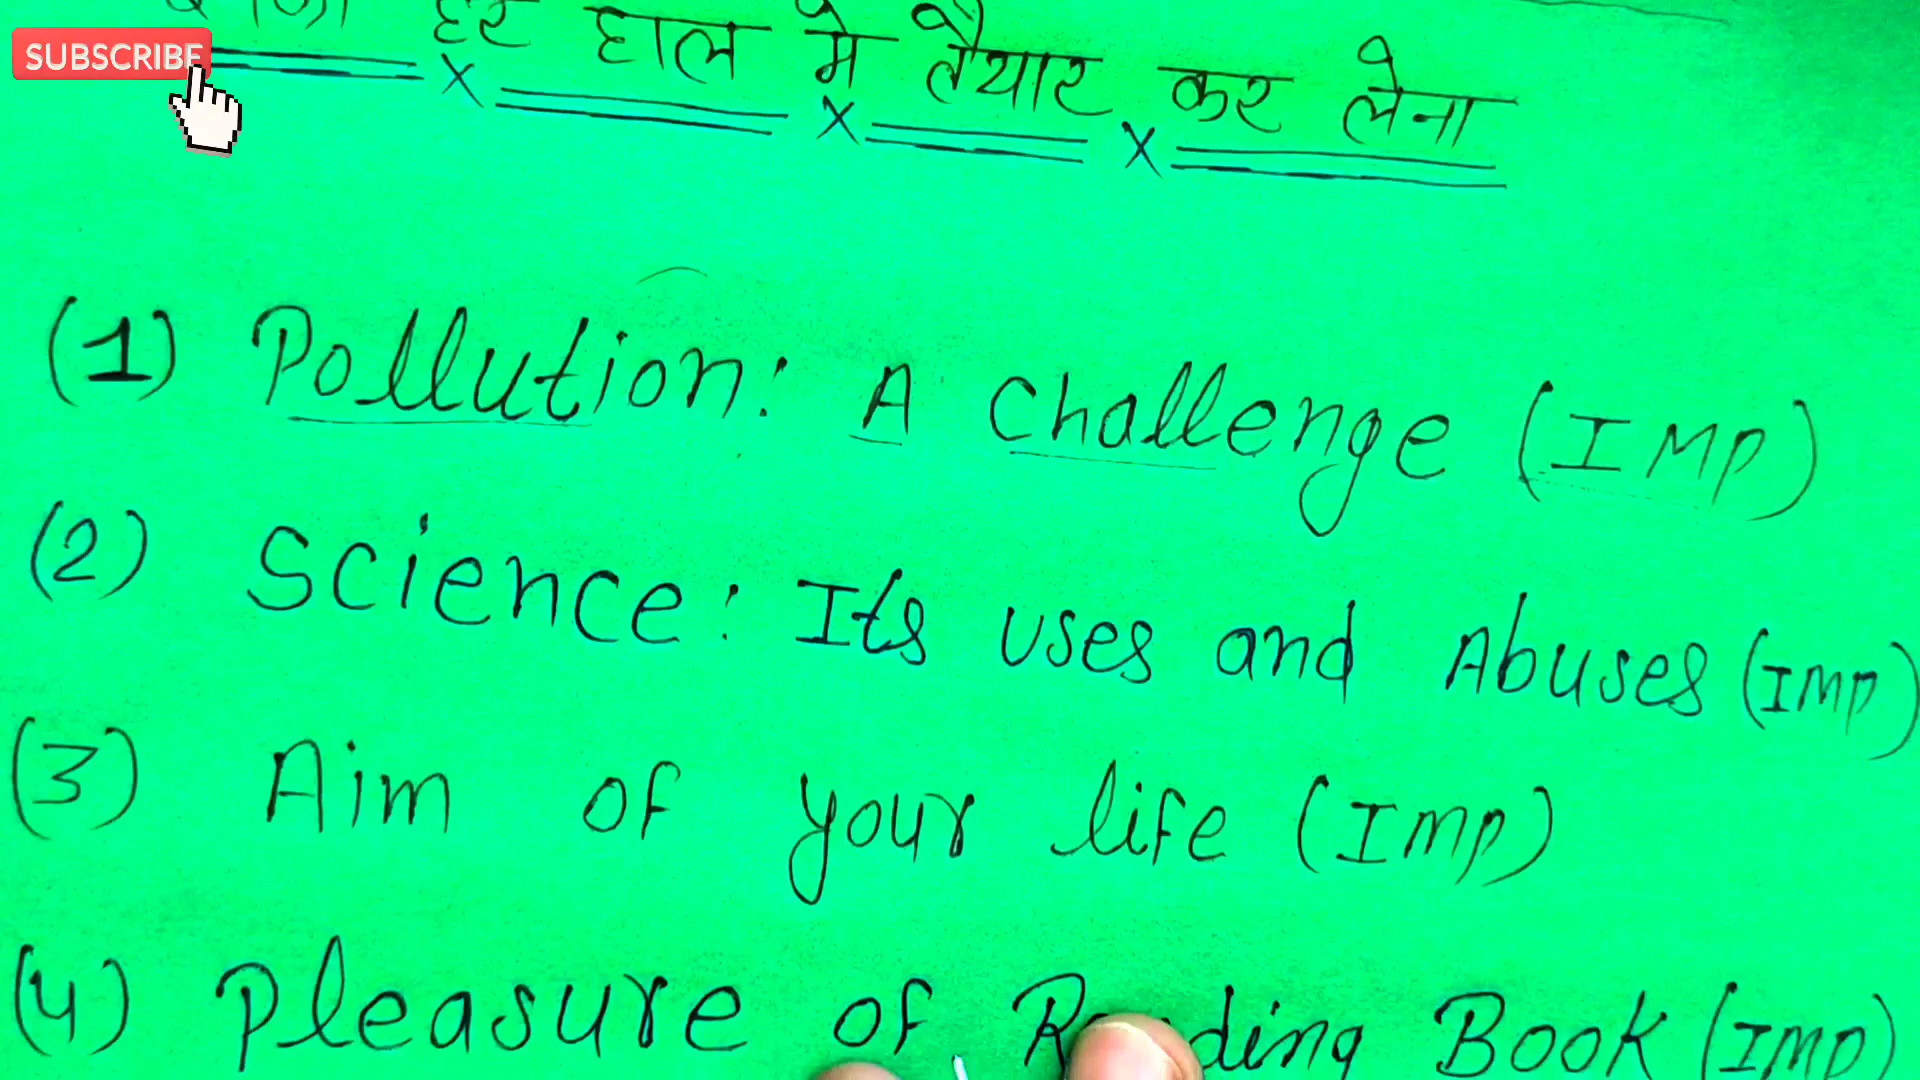 हर हाल मे तैयार कर लेना
SUBSCRIBE
(1) Pollution: A Challenge (IMP)
(2) Science: Its uses and Abuses (IMP)
(3) Aim of your life (Imp)
(4) Pleasure of Book (IMP)